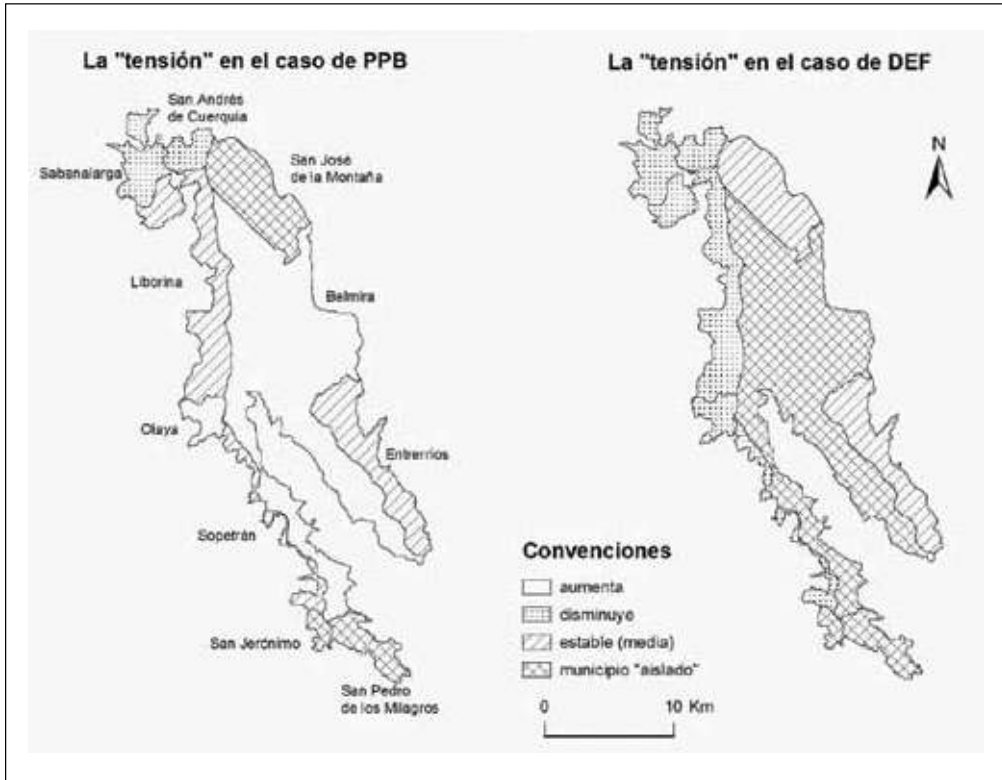 La "tensión" en el caso de PPB
San Andrés
de Cuerquia
Sabanalarga
San José
de la Montaña
Liborina
Belmira
Olaya
Entrerrios
Sopetrán
San Jerónimo
San Pedro
de los Milagros
La "tensión" en el caso de DEF
N
Convenciones
aumenta
disminuye
estable (media)
municipio "aislado"
0 10 Km